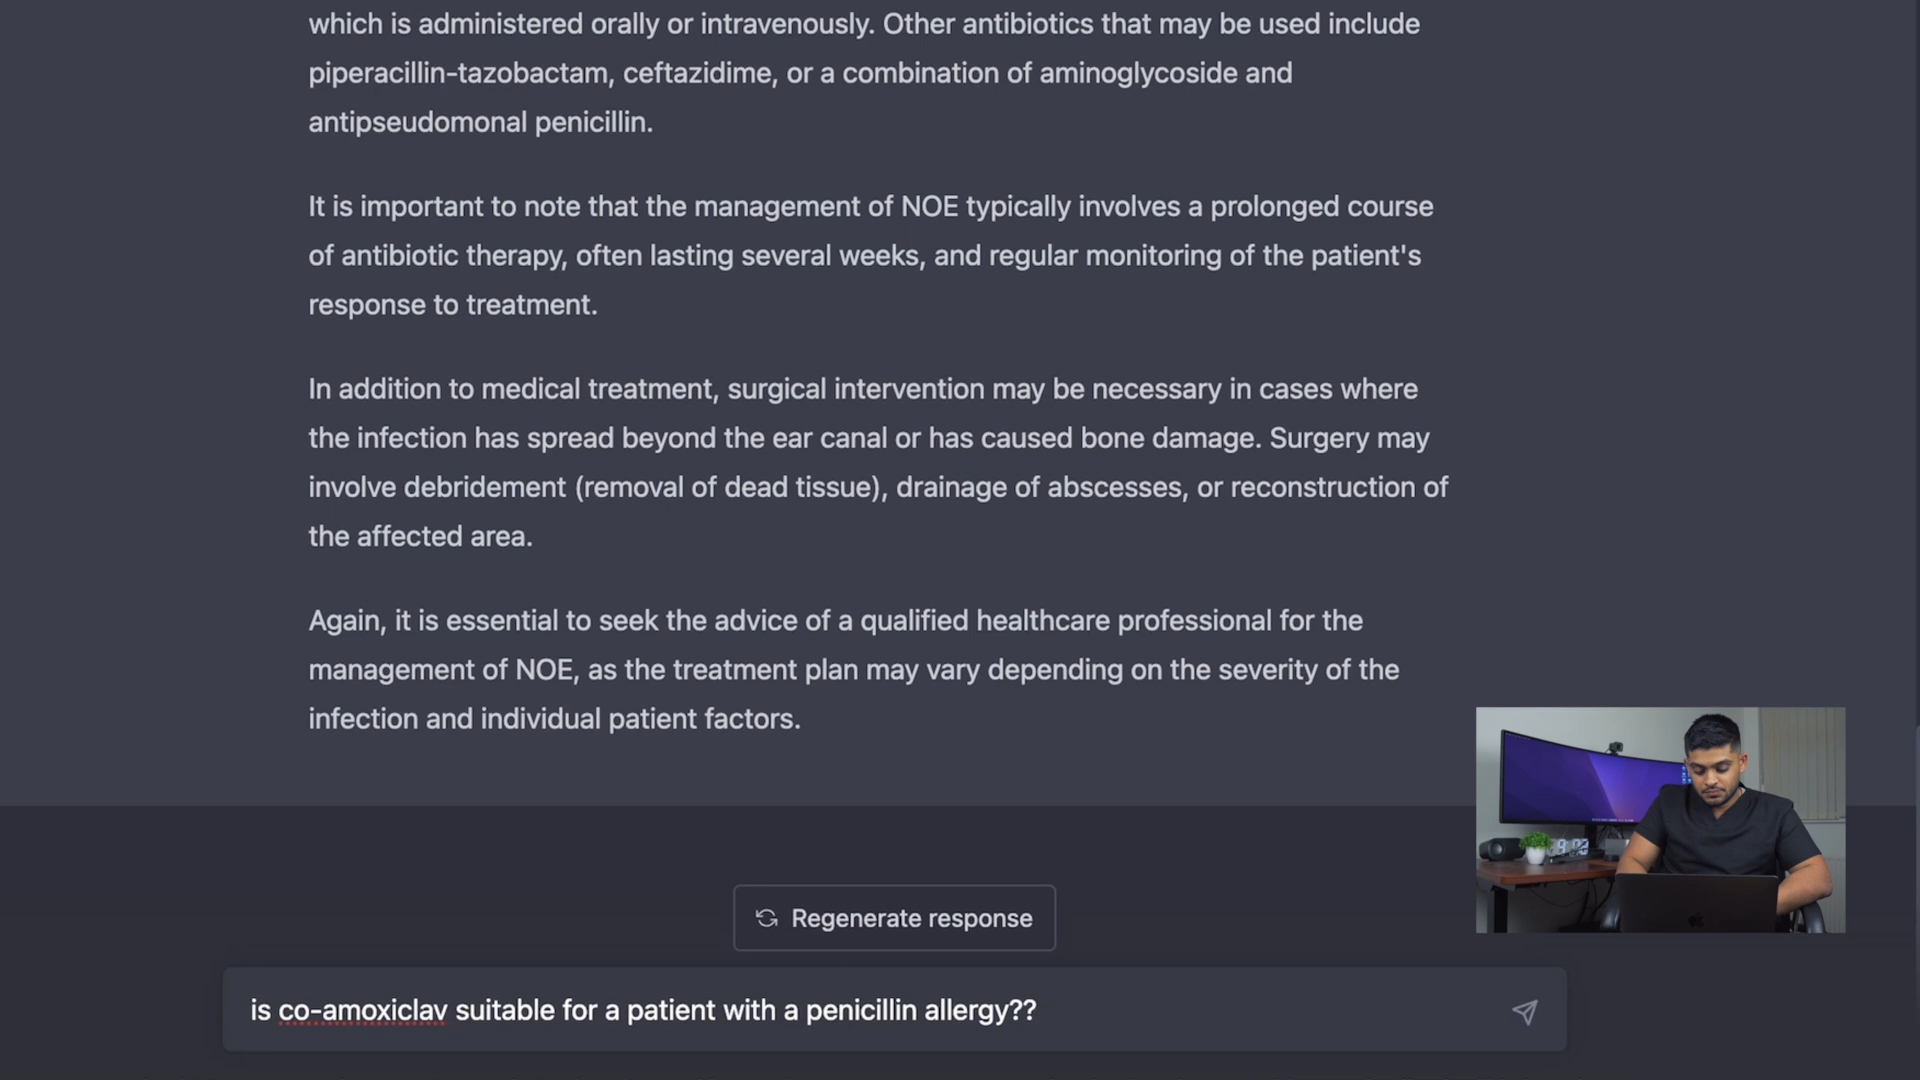 which is administered orally or intravenously. Other antibiotics that may be used include
piperacillin-tazobactam, ceftazidime, or a combination of aminoglycoside and
antipseudomonal penicillin.
It is important to note that the management of NOE typically involves a prolonged course
of antibiotic therapy, often lasting several weeks, and regular monitoring of the patient's
response to treatment.
In addition to medical treatment, surgical intervention may be necessary in cases where
the infection has spread beyond the ear canal or has caused bone damage. Surgery may
involve debridement (removal of dead tissue), drainage of abscesses, or reconstruction of
the affected area.
Again, it is essential to seek the advice of a qualified healthcare professional for the
management of NOE, as the treatment plan may vary depending on the severity of the
infection and individual patient factors.
Regenerate response
is co-amoxiclav suitable for a patient with a penicillin allergy??